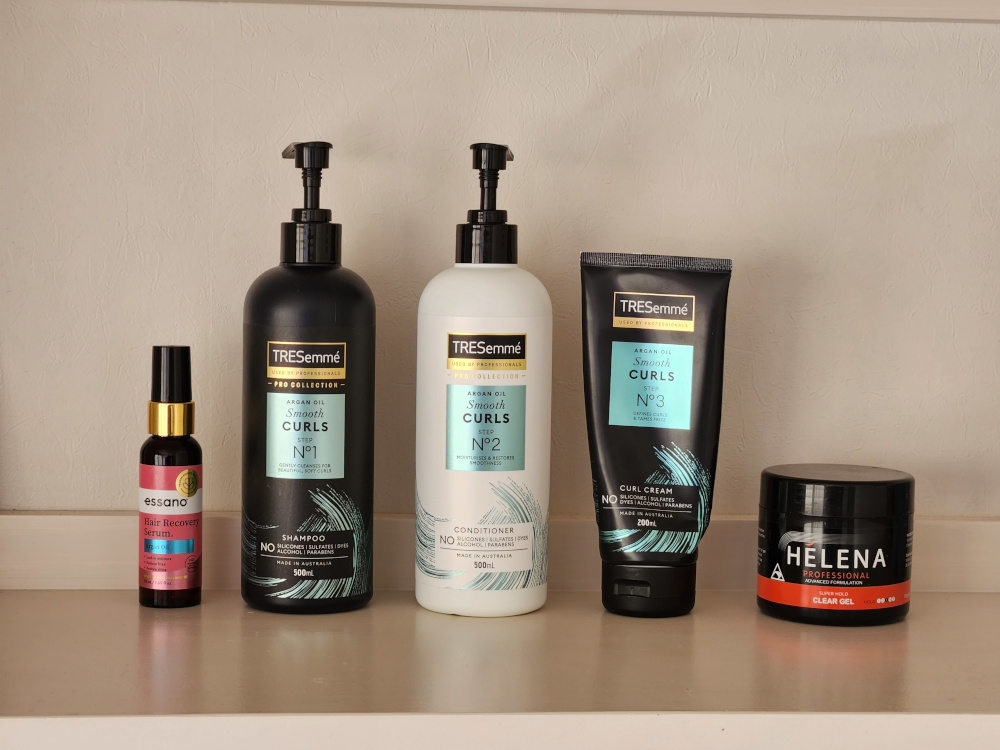 essano
Hair Recovery
Serum.
Argan Oil
TRESemmé
USED BY PROFESSIONALS
PRO COLLECTION
ARGAN OIL
Smooth
CURLS
STEP
Nº1
GENTLY CLEANSES FOR
BEAUTIFUL, SOFT CURLS
SHAMPOO
NO SILICONES | SULFATES | DYES
ALCOHOL | PARABENS
MADE IN AUSTRALIA
500mL
TRESemmé
USED BY PROFESSIONALS
PRO COLLECTION
ARGAN OIL
Smooth
CURLS
STEP
Nº2
MOISTURISES & RESTORES
SMOOTHNESS
CONDITIONER
NO SILICONES | SULFATES | DYES
ALCOHOL | PARABENS
MADE IN AUSTRALIA
500mL
TRESemmé
USED BY PROFESSIONALS
ARGAN OIL
Smooth
CURLS
STEP
Nº3
DEFINES CURLS
& TAMES FRIZZ
CURL CREAM
NO SILICONES | SULFATES
DYES | ALCOHOL | PARABENS
MADE IN AUSTRALIA
200mL
HELENA
PROFESSIONAL
ADVANCED FORMULATION
SUPER HOLD
CLEAR GEL